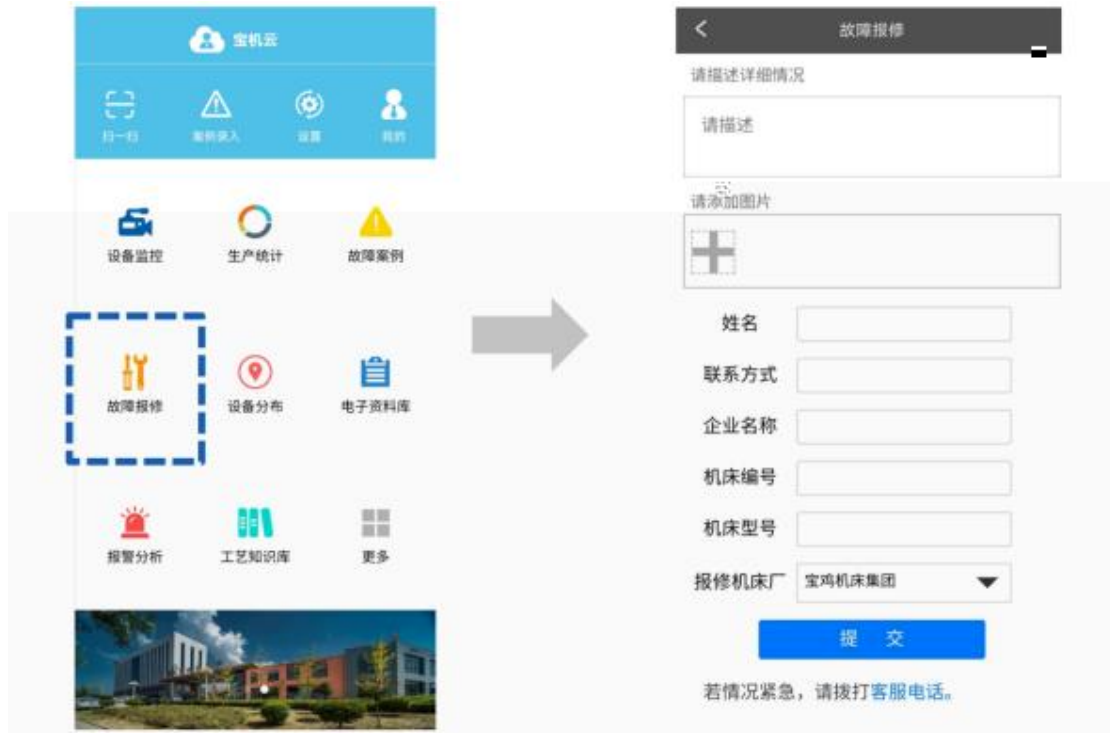 宝机云
扫一扫 案例录入 设置 我的
设备监控 生产统计 故障案例
故障报修 设备分布 电子资料库
报警分析 工艺知识库 更多
故障报修
请描述详细情况
请描述
请添加图片
姓名
联系方式
企业名称
机床编号
机床型号
报修机床厂 宝鸡机床集团
提 交
若情况紧急，请拨打客服电话。